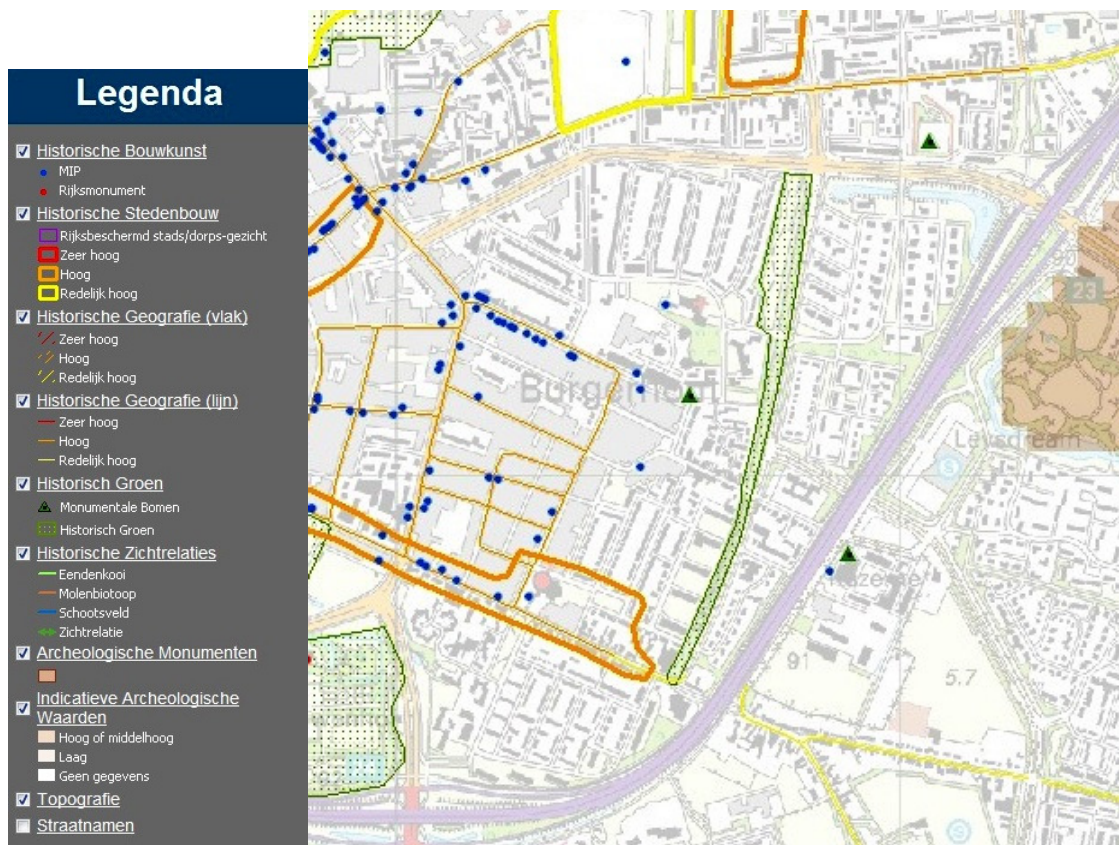 Legenda
Historische Bouwkunst
MIP
Rijksmonument
Historische Stedenbouw
Rijksbeschermd stads/dorps-gezicht
Zeer hoog
Hoog
Redelijk hoog
Historische Geografie (vlak)
Zeer hoog
Hoog
Redelijk hoog
Historische Geografie (lijn)
Zeer hoog
Hoog
Redelijk hoog
Historisch Groen
Monumentale Bomen
Historisch Groen
Historische Zichtrelaties
Eendenkooi
Molenbiotoop
Schootsveld
Zichtrelatie
Archeologische Monumenten
Indicatieve Archeologische
Waarden
Hoog of middelhoog
Laag
Geen gegevens
Topografie
Straatnamen
23
91
5.7